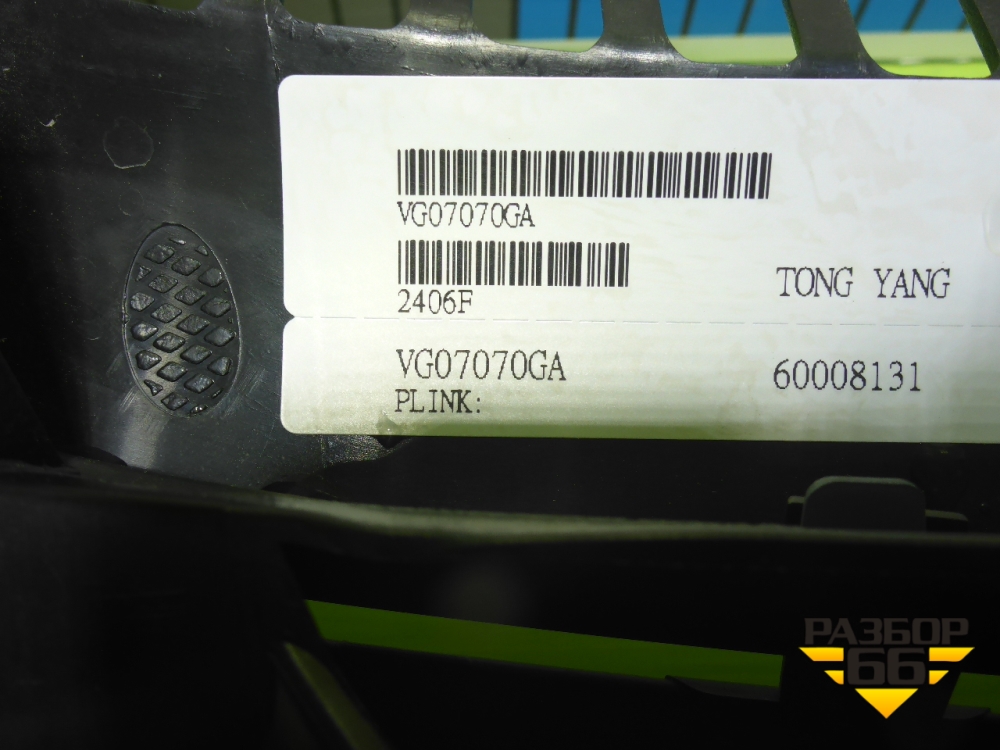 VG07070GA
2406F
TONG YANG
VG07070GA
60008131
PLINK:
РАЗБОР
66